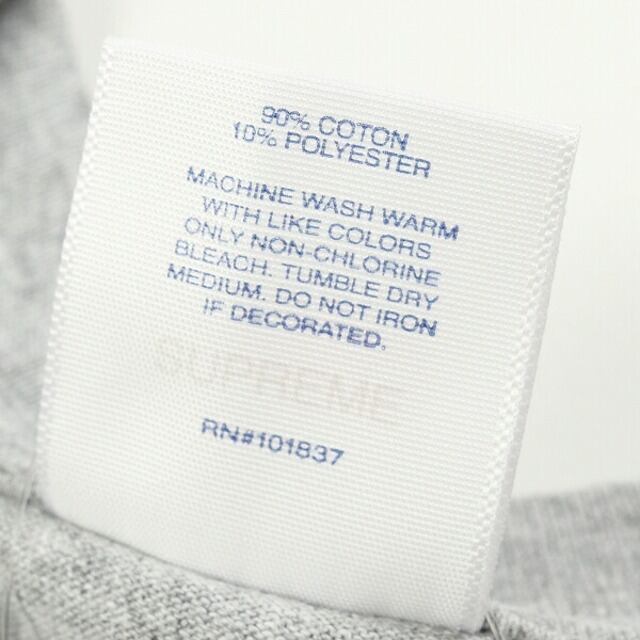 90% COTON
10% POLYESTER
MACHINE WASH WARM
WITH LIKE COLORS
ONLY NON-CHLORINE
BLEACH. TUMBLE DRY
MEDIUM. DO NOT IRON
IF DECORATED.
SUPREME
RN#101837